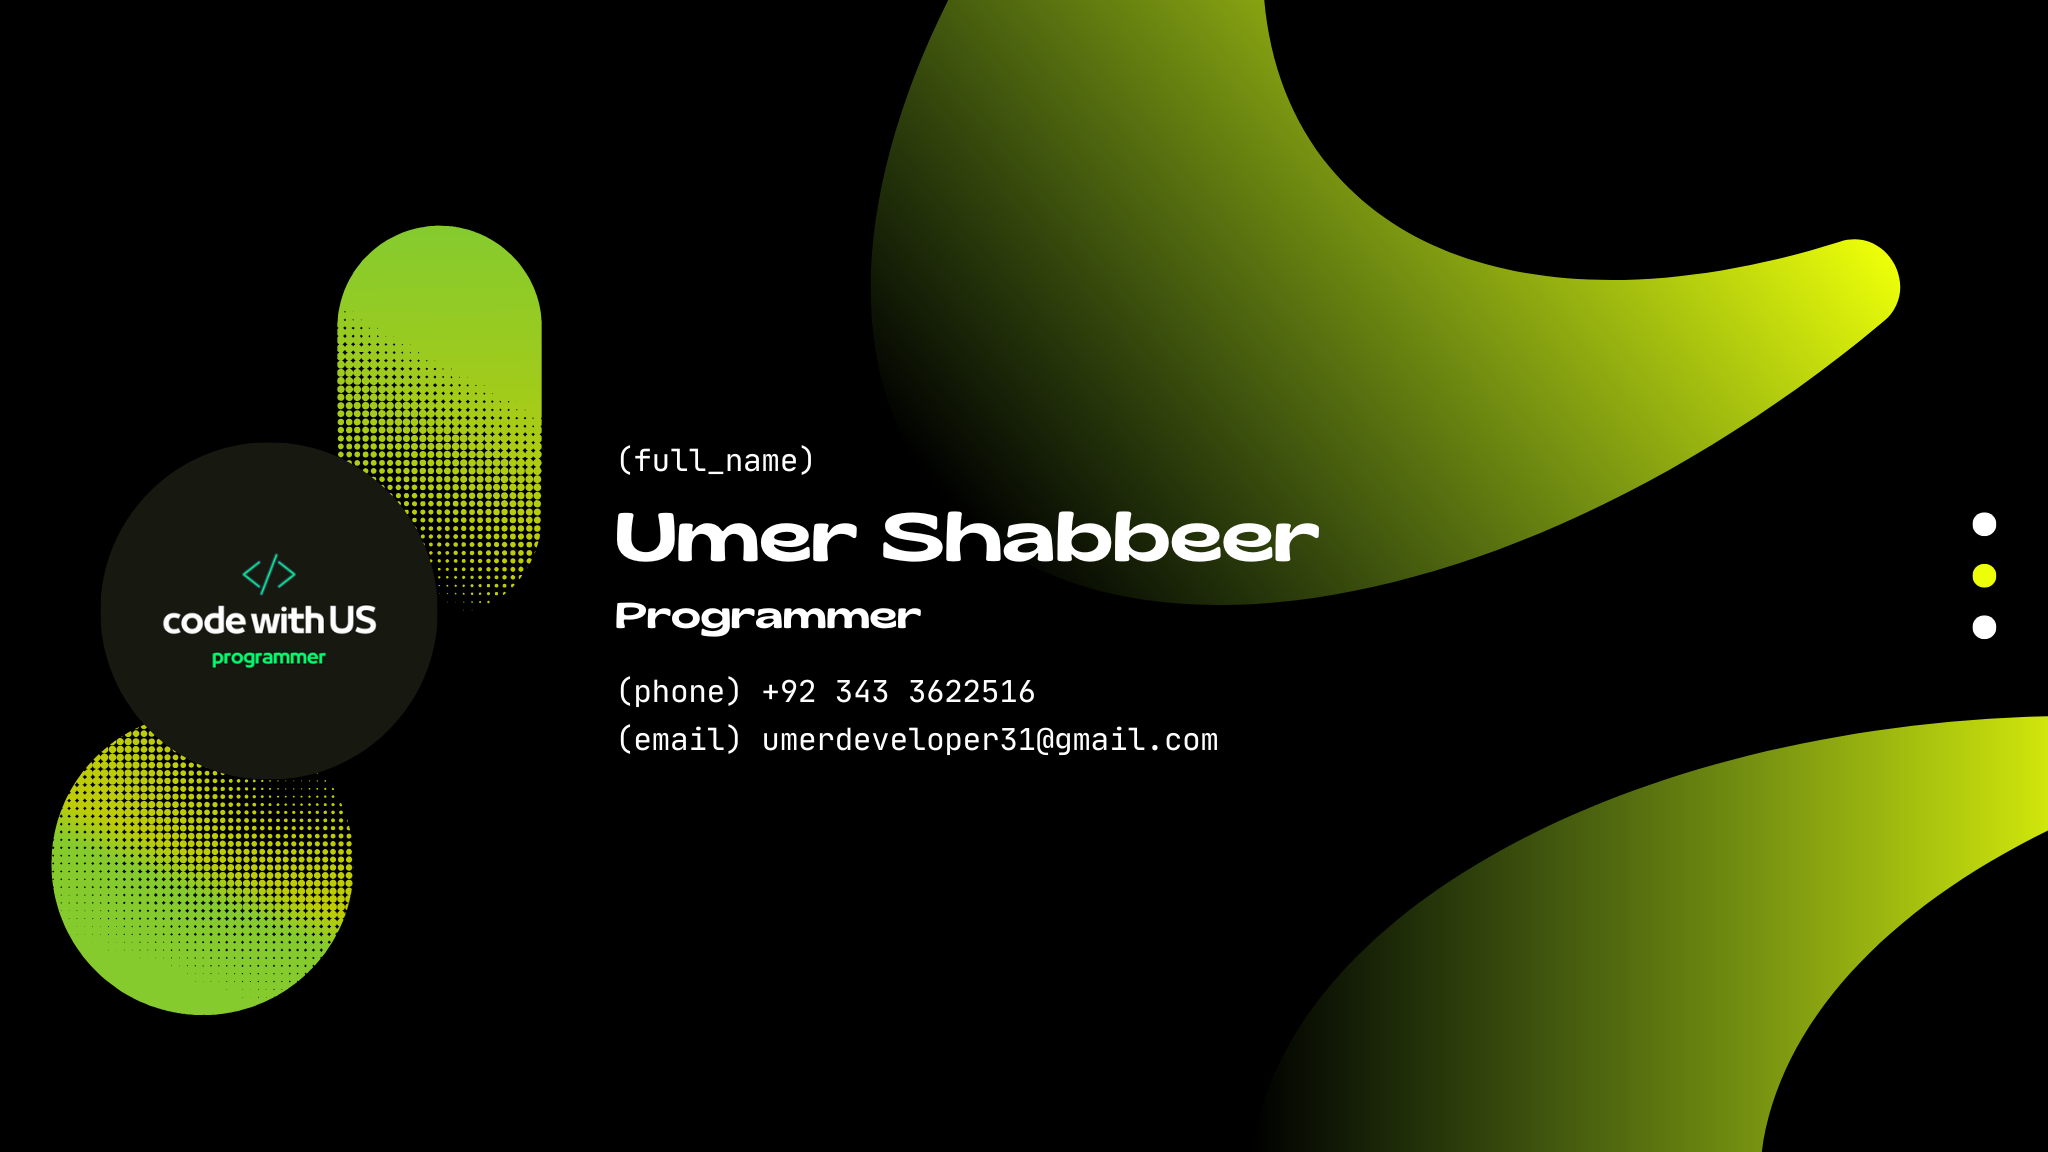 (full_name)
Umer Shabbeer
Programmer
(phone) +92 343 3622516
(email) umerdeveloper31@gmail.com
</>
code with US
programmer